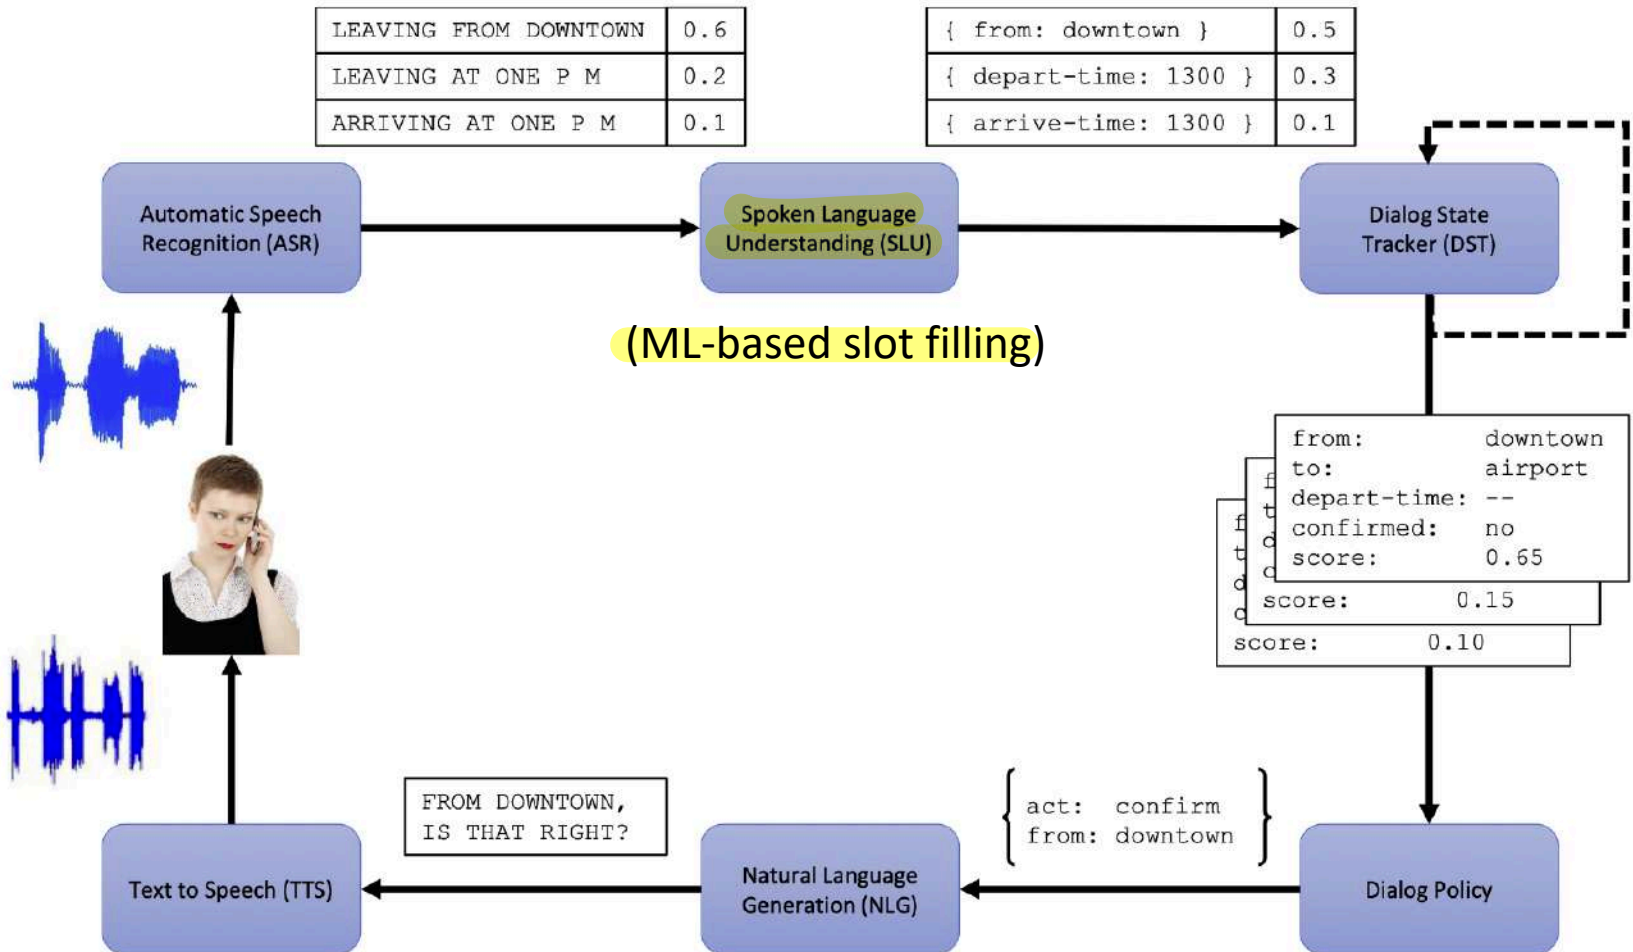 LEAVING FROM DOWNTOWN 0.6
LEAVING AT ONE P M 0.2
ARRIVING AT ONE P M 0.1
{ from: downtown } 0.5
{ depart-time: 1300 } 0.3
{ arrive-time: 1300 } 0.1
Automatic Speech
Recognition (ASR)
Spoken Language
Understanding (SLU)
Dialog State
Tracker (DST)
(ML-based slot filling)
from: downtown
to: airport
depart-time: --
confirmed: no
score: 0.65
f
t
d
c
score: 0.15
f
t
d
c
score: 0.10
FROM DOWNTOWN,
IS THAT RIGHT?
act: confirm
from: downtown
Text to Speech (TTS)
Natural Language
Generation (NLG)
Dialog Policy